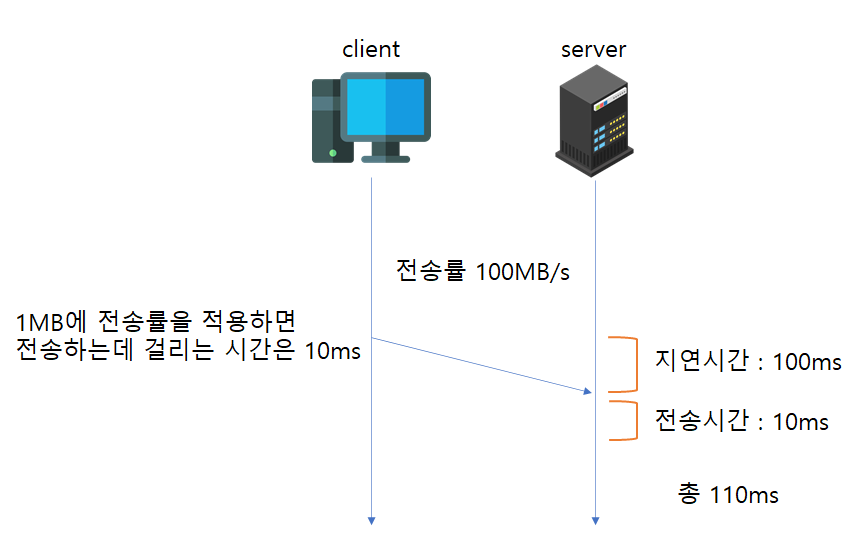 client
server
전송률 100MB/s
1MB에 전송률을 적용하면
전송하는데 걸리는 시간은 10ms
지연시간 : 100ms
전송시간 : 10ms
총 110ms